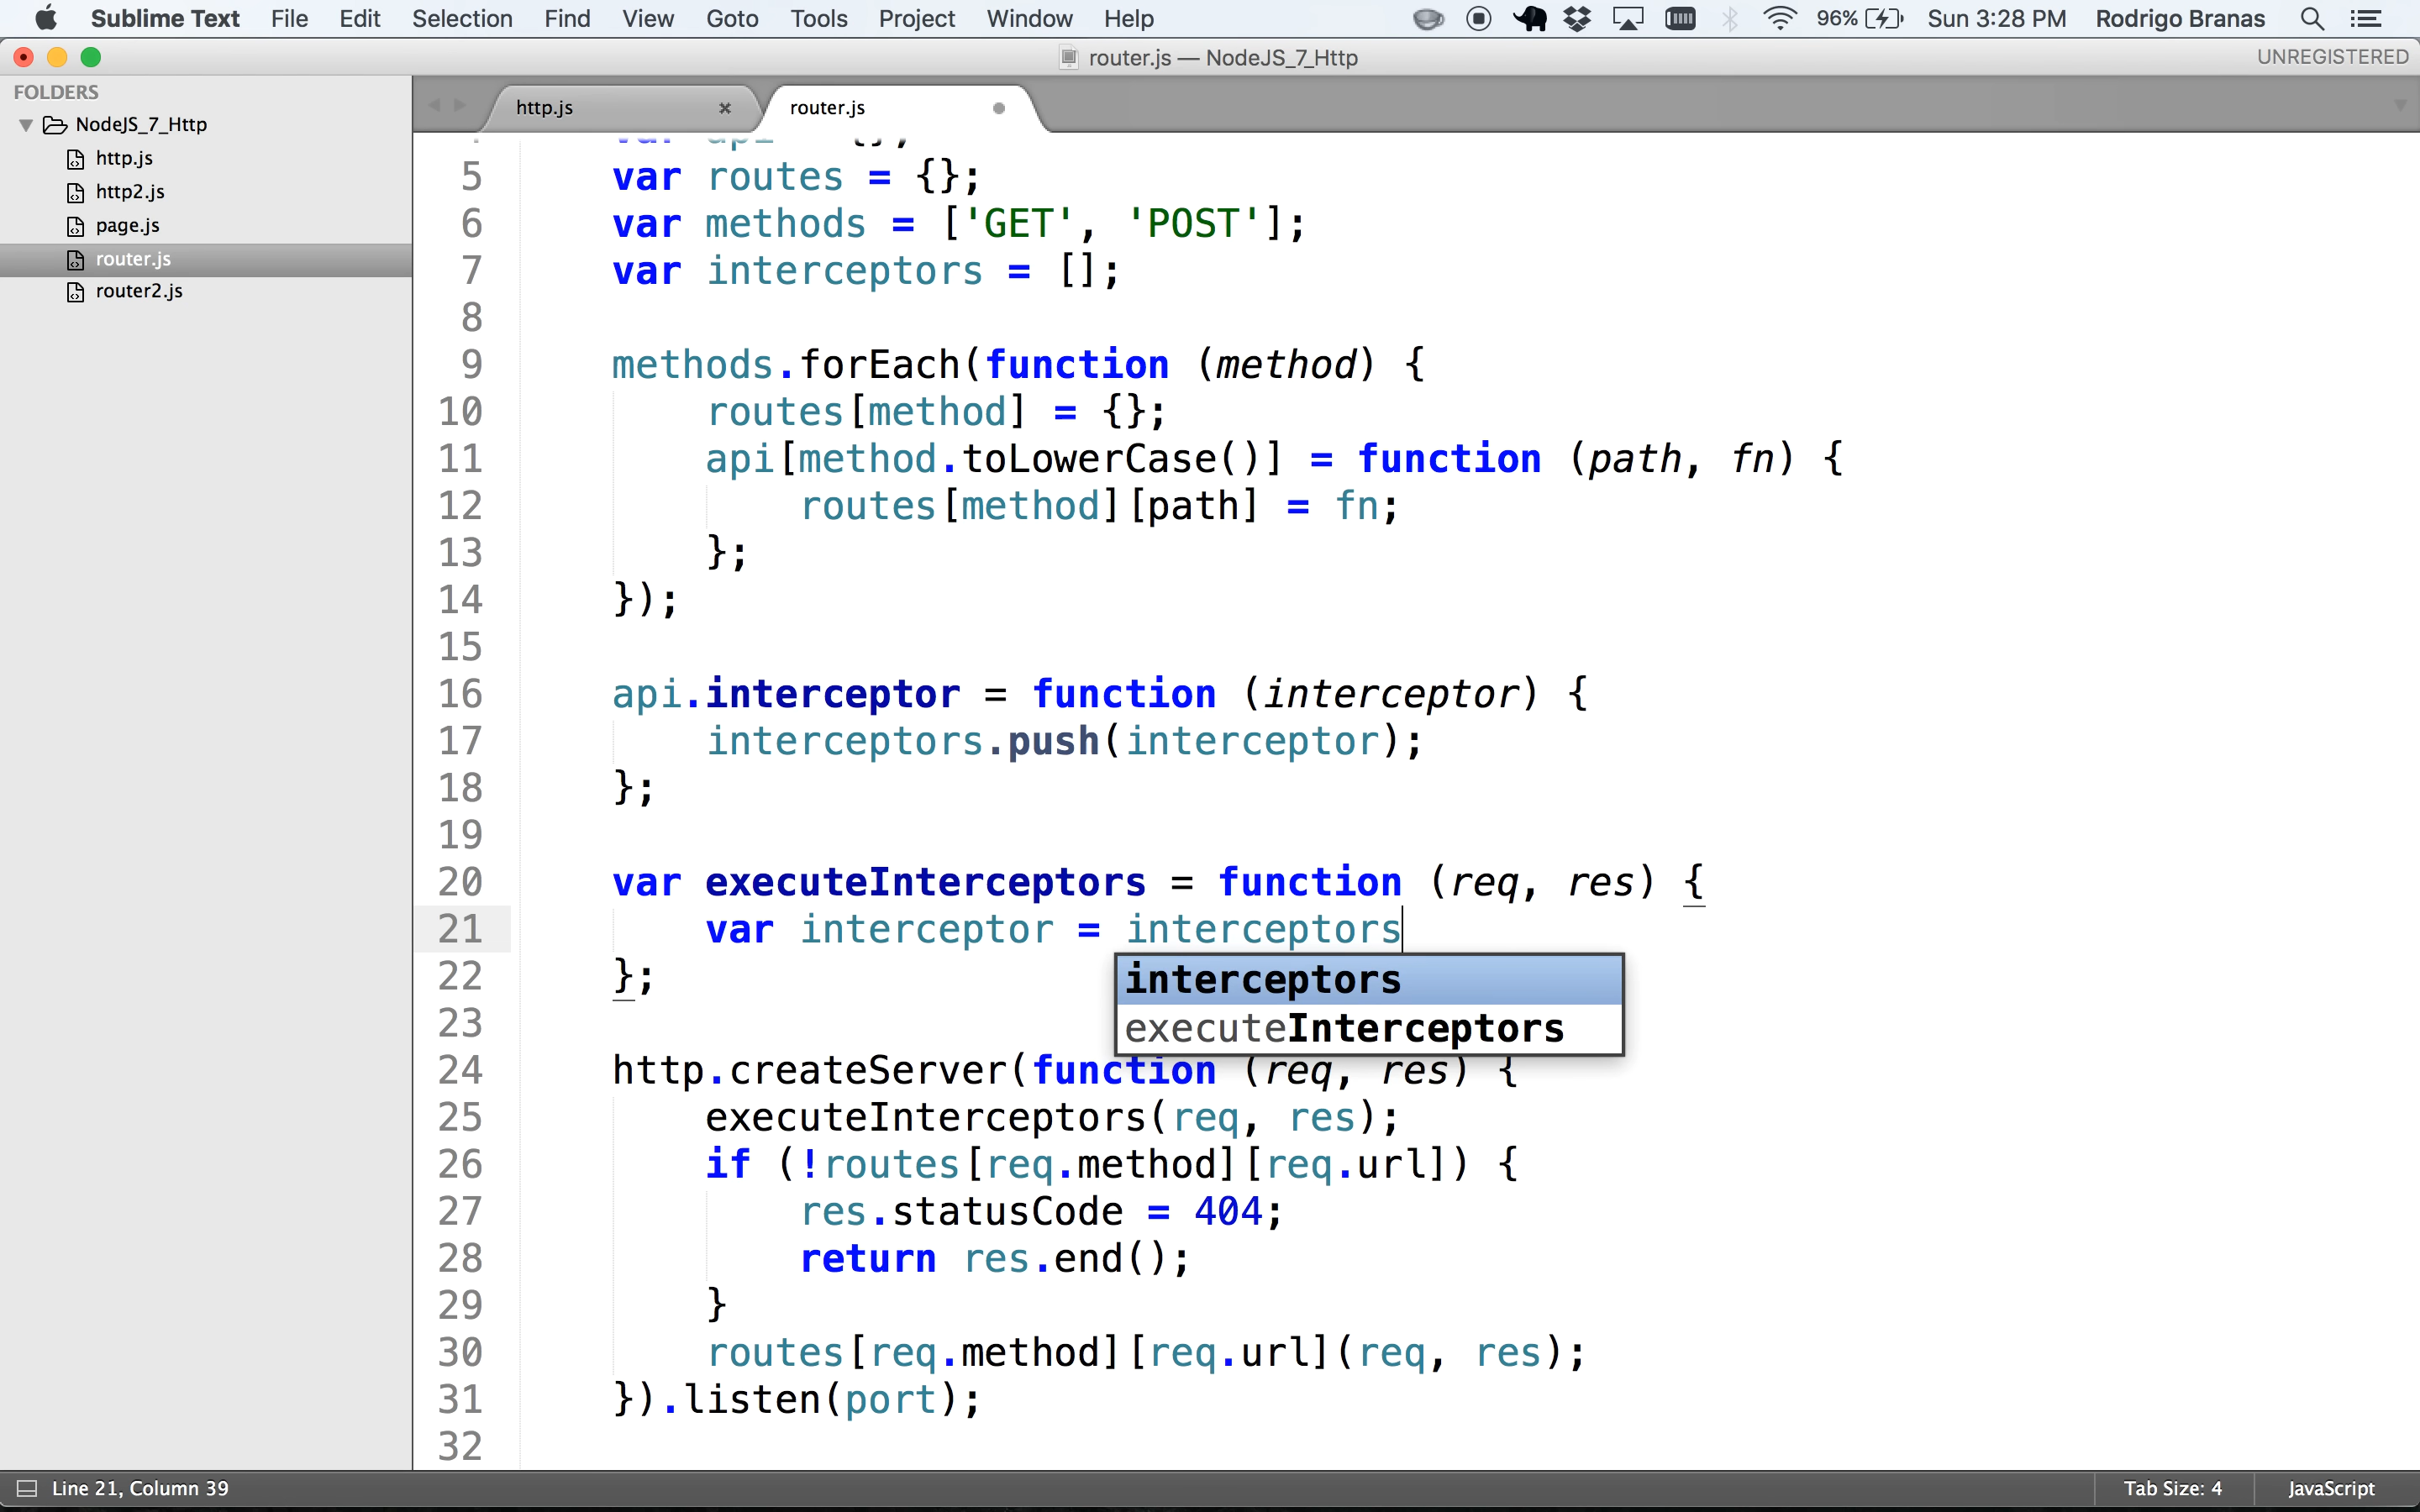 Sublime Text File Edit Selection Find View Goto Tools Project Window Help 96% Sun 3:28 PM Rodrigo Branas
router.js — NodeJS_7_Http UNREGISTERED
FOLDERS
NodeJS_7_Http
http.js
http2.js
page.js
router.js
router2.js
http.js × router.js
var api = {};
5 var routes = {};
6 var methods = ['GET', 'POST'];
7 var interceptors = [];
8
9 methods.forEach(function (method) {
10 routes[method] = {};
11 api[method.toLowerCase()] = function (path, fn) {
12 routes[method][path] = fn;
13 };
14 });
15
16 api.interceptor = function (interceptor) {
17 interceptors.push(interceptor);
18 };
19
20 var executeInterceptors = function (req, res) {
21 var interceptor = interceptors
interceptors
22 };
executeInterceptors
23
24 http.createServer(function (req, res) {
25 executeInterceptors(req, res);
26 if (!routes[req.method][req.url]) {
27 res.statusCode = 404;
28 return res.end();
29 }
30 routes[req.method][req.url](req, res);
31 }).listen(port);
32
Line 21, Column 39 Tab Size: 4 JavaScript